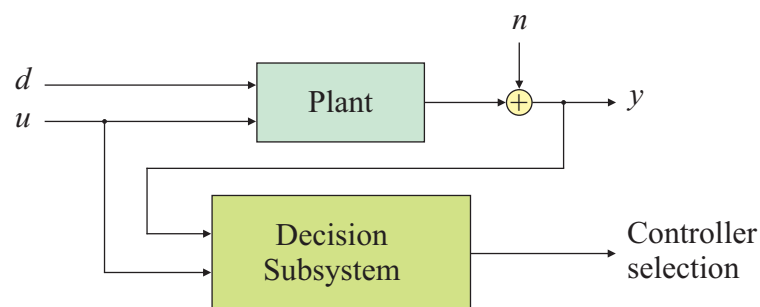 n
d
Plant
y
u
Decision
Subsystem
Controller
selection